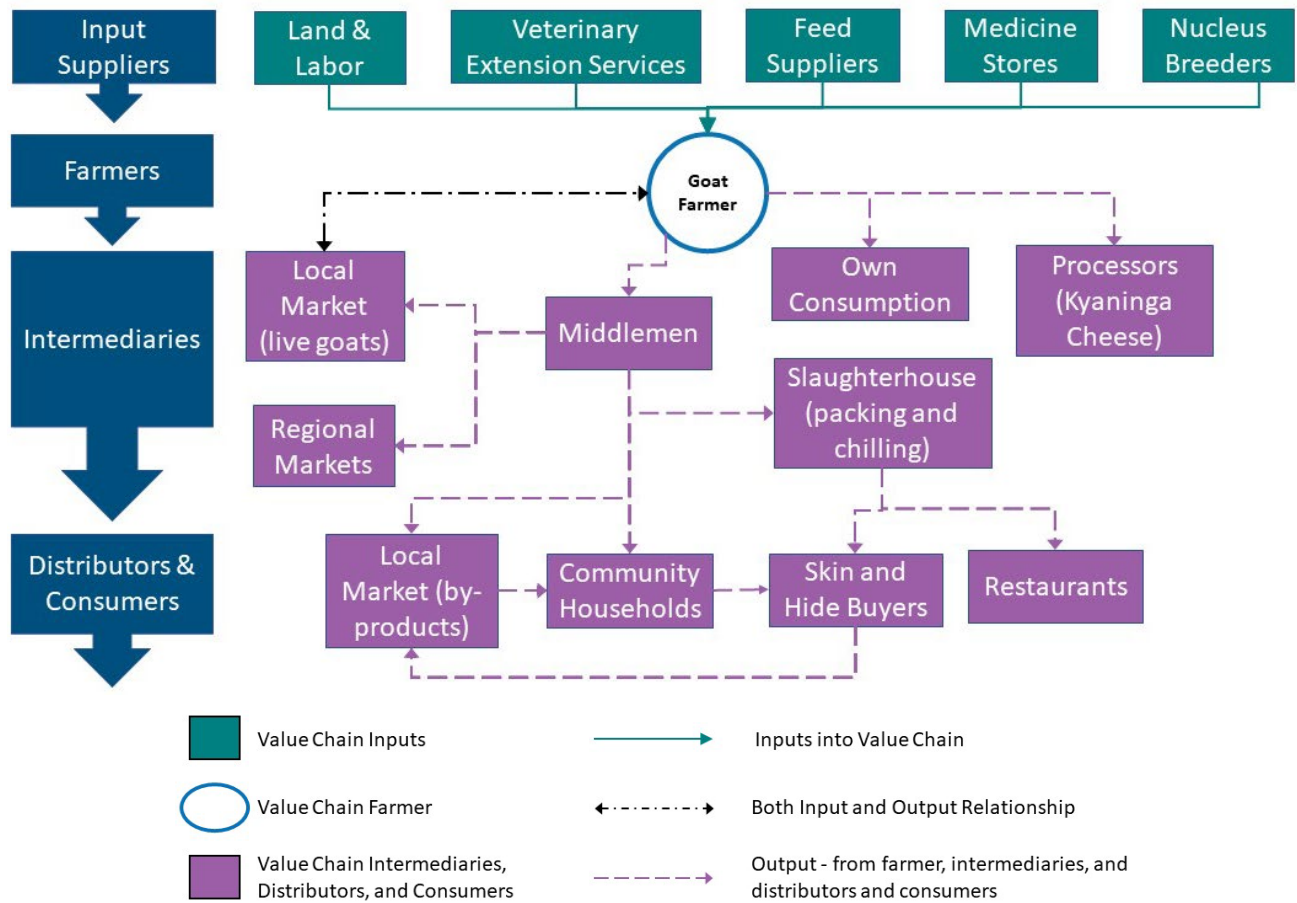 Input
Suppliers
Land &
Labor
Veterinary
Extension Services
Feed
Suppliers
Medicine
Stores
Nucleus
Breeders
Farmers
Goat
Farmer
Intermediaries
Local
Market
(live goats)
Middlemen
Own
Consumption
Processors
(Kyaninga
Cheese)
Regional
Markets
Slaughterhouse
(packing and
chilling)
Distributors &
Consumers
Local
Market (by-
products)
Community
Households
Skin and
Hide Buyers
Restaurants
Value Chain Inputs
Inputs into Value Chain
Value Chain Farmer
Both Input and Output Relationship
Value Chain Intermediaries,
Distributors, and Consumers
Output - from farmer, intermediaries, and
distributors and consumers